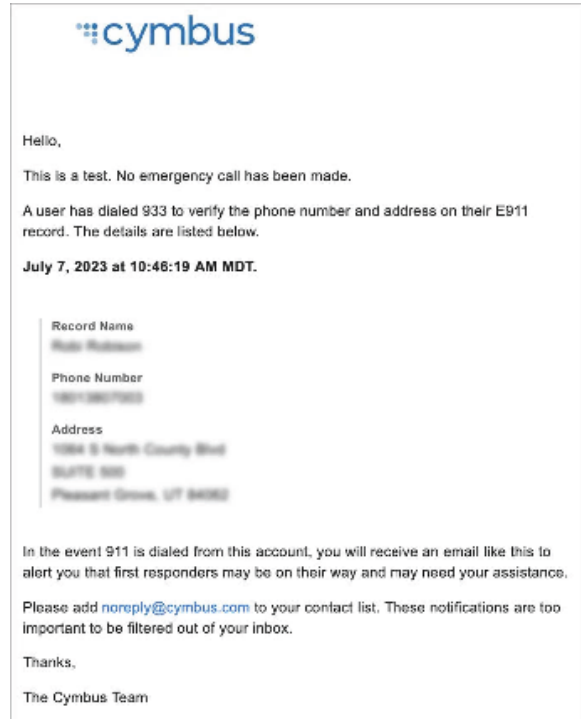 cymbus
Hello,
This is a test. No emergency call has been made.
A user has dialed 933 to verify the phone number and address on their E911
record. The details are listed below.
July 7, 2023 at 10:46:19 AM MDT.
Record Name
Phone Number
Address
In the event 911 is dialed from this account, you will receive an email like this to
alert you that first responders may be on their way and may need your assistance.
Please add noreply@cymbus.com to your contact list. These notifications are too
important to be filtered out of your inbox.
Thanks,
The Cymbus Team